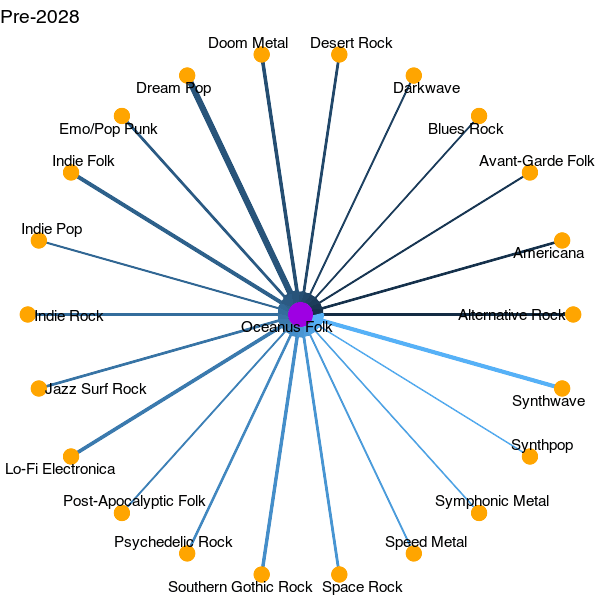 Pre-2028
Doom Metal
Desert Rock
Dream Pop
Darkwave
Emo/Pop Punk
Blues Rock
Indie Folk
Avant-Garde Folk
Indie Pop
Americana
Indie Rock
Oceanus Folk
Alternative Rock
Jazz Surf Rock
Synthwave
Lo-Fi Electronica
Synthpop
Post-Apocalyptic Folk
Symphonic Metal
Psychedelic Rock
Speed Metal
Southern Gothic Rock
Space Rock